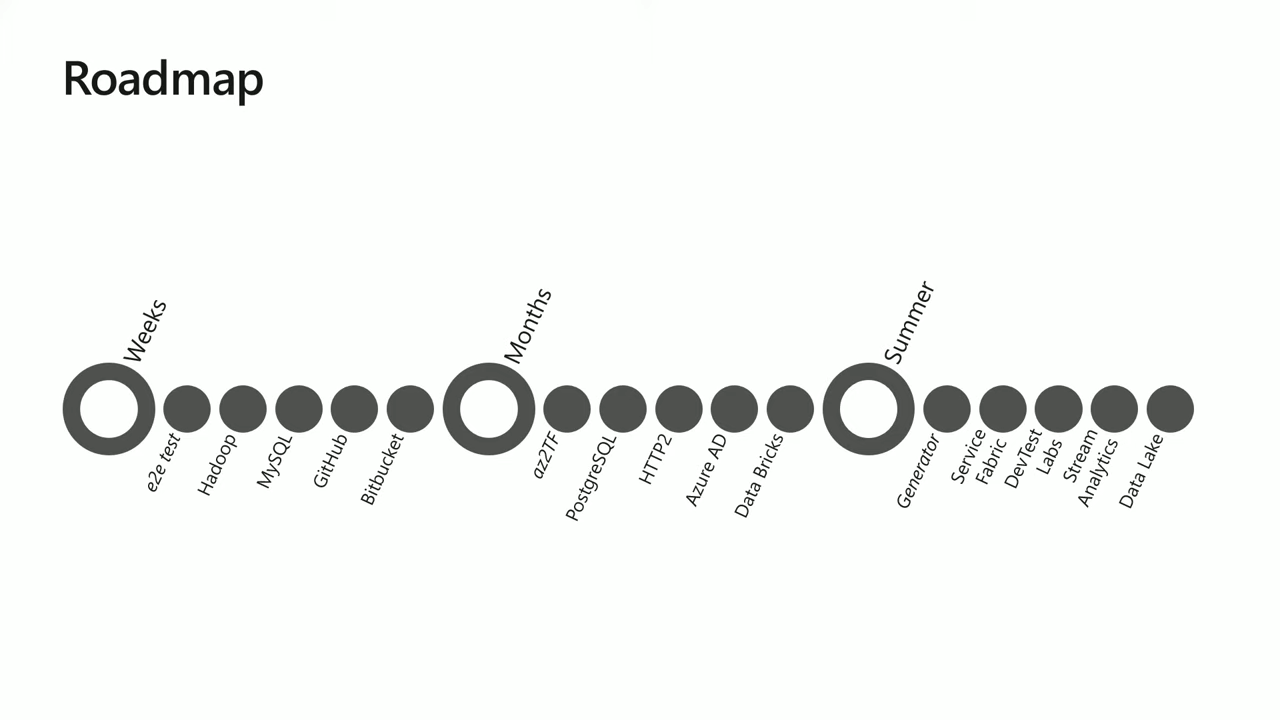 Roadmap
Weeks
e2e test
Hadoop
MySQL
GitHub
Bitbucket
Months
az2TF
PostgreSQL
HTTP2
Azure AD
Data Bricks
Summer
Generator
Service
Fabric
DevTest
Labs
Stream
Analytics
Data Lake